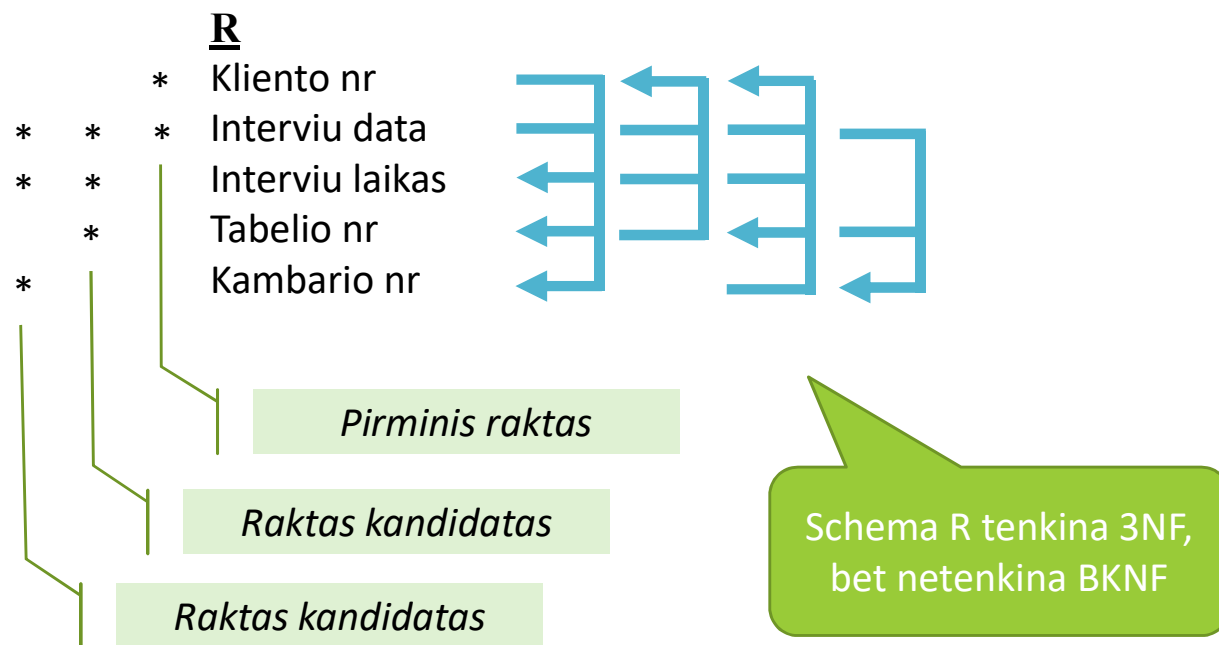 R
* Kliento nr
* * * Interviu data
* * Interviu laikas
* Tabelio nr
* Kambario nr
Pirminis raktas
Raktas kandidatas
Raktas kandidatas
Schema R tenkina 3NF,
bet netenkina BKNF